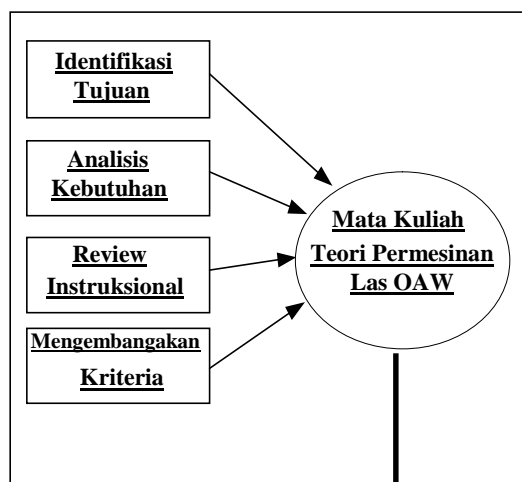 Identifikasi
Tujuan
Analisis
Kebutuhan
Review
Instruksional
Mengembangakan
Kriteria
Mata Kuliah
Teori Permesinan
Las OAW